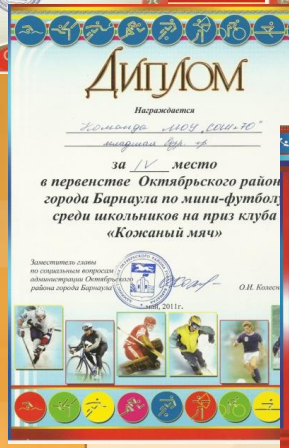 ДИПЛОМ
Награждается
Команда МОУ "СОШ №70"
младшая возр. гр
за IV место
в первенстве Октябрьского район
города Барнаула по мини-футболу
среди школьников на приз клуба
«Кожаный мяч»
Заместитель главы
по социальным вопросам
администрации Октябрьского
района города Барнаула
О.И. Колесн
май, 2011г.